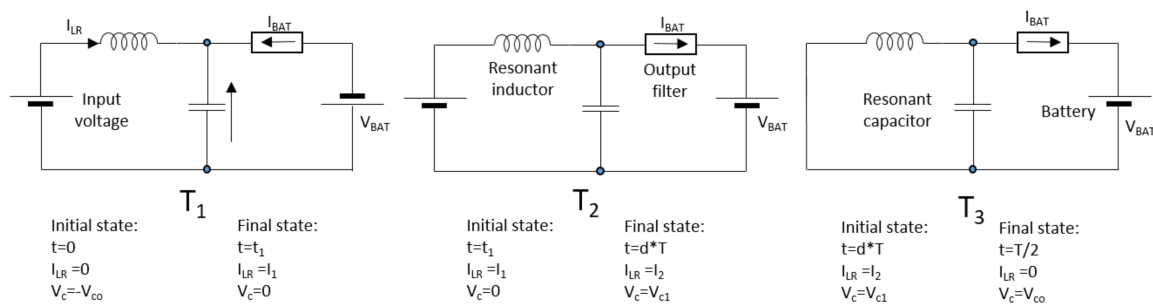 I_LR
I_BAT
Input
voltage
V_BAT
T_1
Initial state:
t=0
I_LR =0
V_c=-V_co
Final state:
t=t_1
I_LR =I_1
V_c=0
I_BAT
Resonant
inductor
Output
filter
V_BAT
T_2
Initial state:
t=t_1
I_LR =I_1
V_c=0
Final state:
t=d*T
I_LR =I_2
V_c=V_c1
I_BAT
Resonant
capacitor
Battery
V_BAT
T_3
Initial state:
t=d*T
I_LR =I_2
V_c=V_c1
Final state:
t=T/2
I_LR =0
V_c=V_co